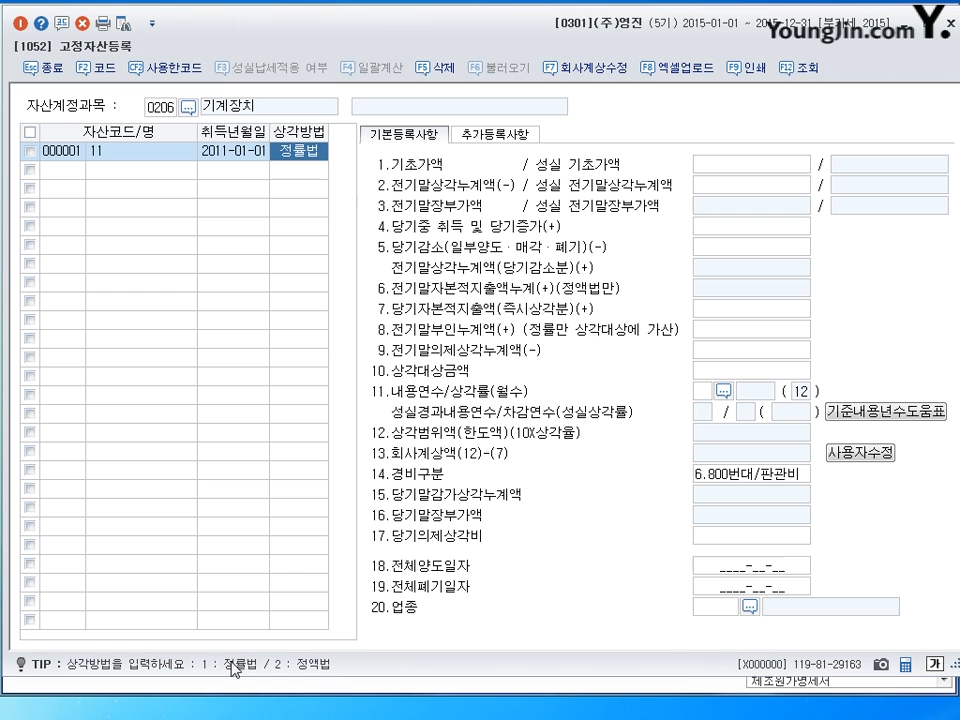 [0301](주)영진 (5기) 2015-01-01 ~ 2015-12-31 [부가세 2015]
YoungJin.com Y.
[1052] 고정자산등록
Esc 종료 F2 코드 CF2 사용한코드 F3 성실납세적용 여부 F4 일괄계산 F5 삭제 F6 불러오기 F7 회사계상수정 F8 엑셀업로드 F9 인쇄 F12 조회
자산계정과목 : 0206 기계장치
자산코드/명 취득년월일 상각방법
000001 11 2011-01-01 정률법
기본등록사항 추가등록사항
1.기초가액 / 성실 기초가액 /
2.전기말상각누계액(-) / 성실 전기말상각누계액 /
3.전기말장부가액 / 성실 전기말장부가액 /
4.당기중 취득 및 당기증가(+)
5.당기감소(일부양도·매각·폐기)(-)
전기말상각누계액(당기감소분)(+)
6.전기말자본적지출액누계(+)(정액법만)
7.당기자본적지출액(즉시상각분)(+)
8.전기말부인누계액(+) (정률만 상각대상에 가산)
9.전기말의제상각누계액(-)
10.상각대상금액
11.내용연수/상각률(월수) ( 12 )
성실경과내용연수/차감연수(성실상각률) / ( ) 기준내용년수도움표
12.상각범위액(한도액)(10X상각율)
13.회사계상액(12)-(7) 사용자수정
14.경비구분 6.800번대/판관비
15.당기말감가상각누계액
16.당기말장부가액
17.당기의제상각비
18.전체양도일자 ____-__-__
19.전체폐기일자 ____-__-__
20.업종
TIP : 상각방법을 입력하세요 : 1 : 정률법 / 2 : 정액법
[X000000] 119-81-29163 가
제조원가명세서